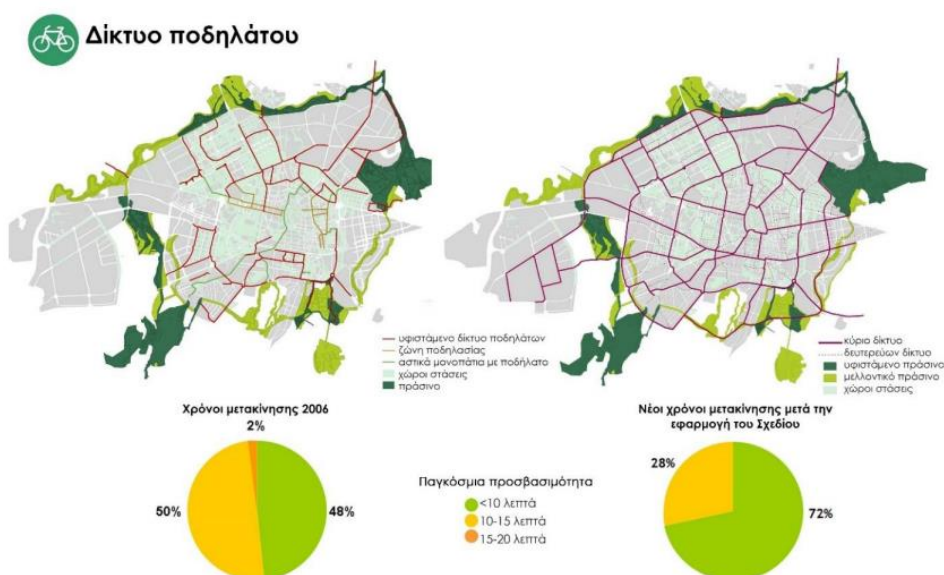 Δίκτυο ποδηλάτου
υφιστάμενο δίκτυο ποδηλάτων
ζώνη ποδηλασίας
αστικά μονοπάτια με ποδήλατο
χώροι στάσεις
πράσινο
κύριο δίκτυο
δευτερεύων δίκτυο
υφιστάμενο πράσινο
μελλοντικό πράσινο
χώροι στάσεις
Χρόνοι μετακίνησης 2006
2%
50%
48%
Παγκόσμια προσβασιμότητα
<10 λεπτά
10-15 λεπτά
15-20 λεπτά
Νέοι χρόνοι μετακίνησης μετά την
εφαρμογή του Σχεδίου
28%
72%